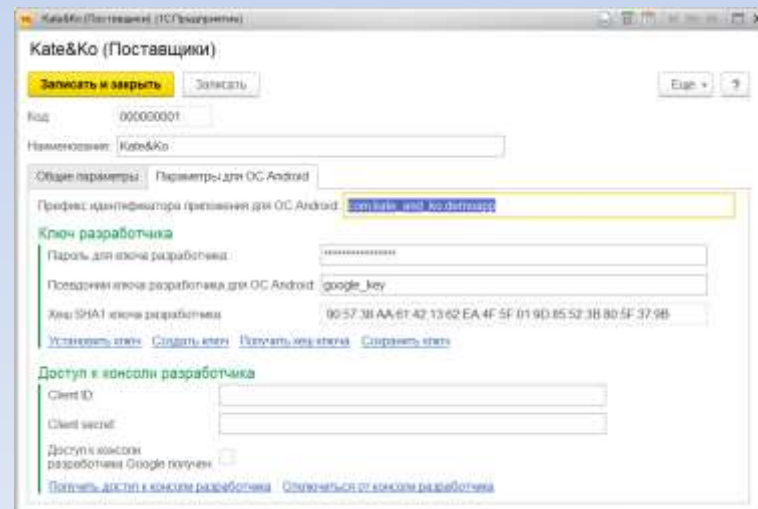 Kate&Ko (Поставщики) (1С:Предприятие)
Kate&Ko (Поставщики)
Записать и закрыть Записать Еще ?
Код: 000000001
Наименование: Kate&Ko
Общие параметры Параметры для ОС Android
Префикс идентификатора приложения для ОС Android: com.kate_and_ko.demoapp
Ключ разработчика
Пароль для ключа разработчика:
Псевдоним ключа разработчика для ОС Android: google_key
Хеш SHA1 ключа разработчика: 90:57:38:AA:61:42:13:62:EA:4F:5F:01:9D:85:52:3B:80:5F:37:9B
Установить ключ Создать ключ Получить хеш ключа Сохранить ключ
Доступ к консоли разработчика
Client ID:
Client secret:
Доступ к консоли
разработчика Google получен:
Получить доступ к консоли разработчика Отключиться от консоли разработчика